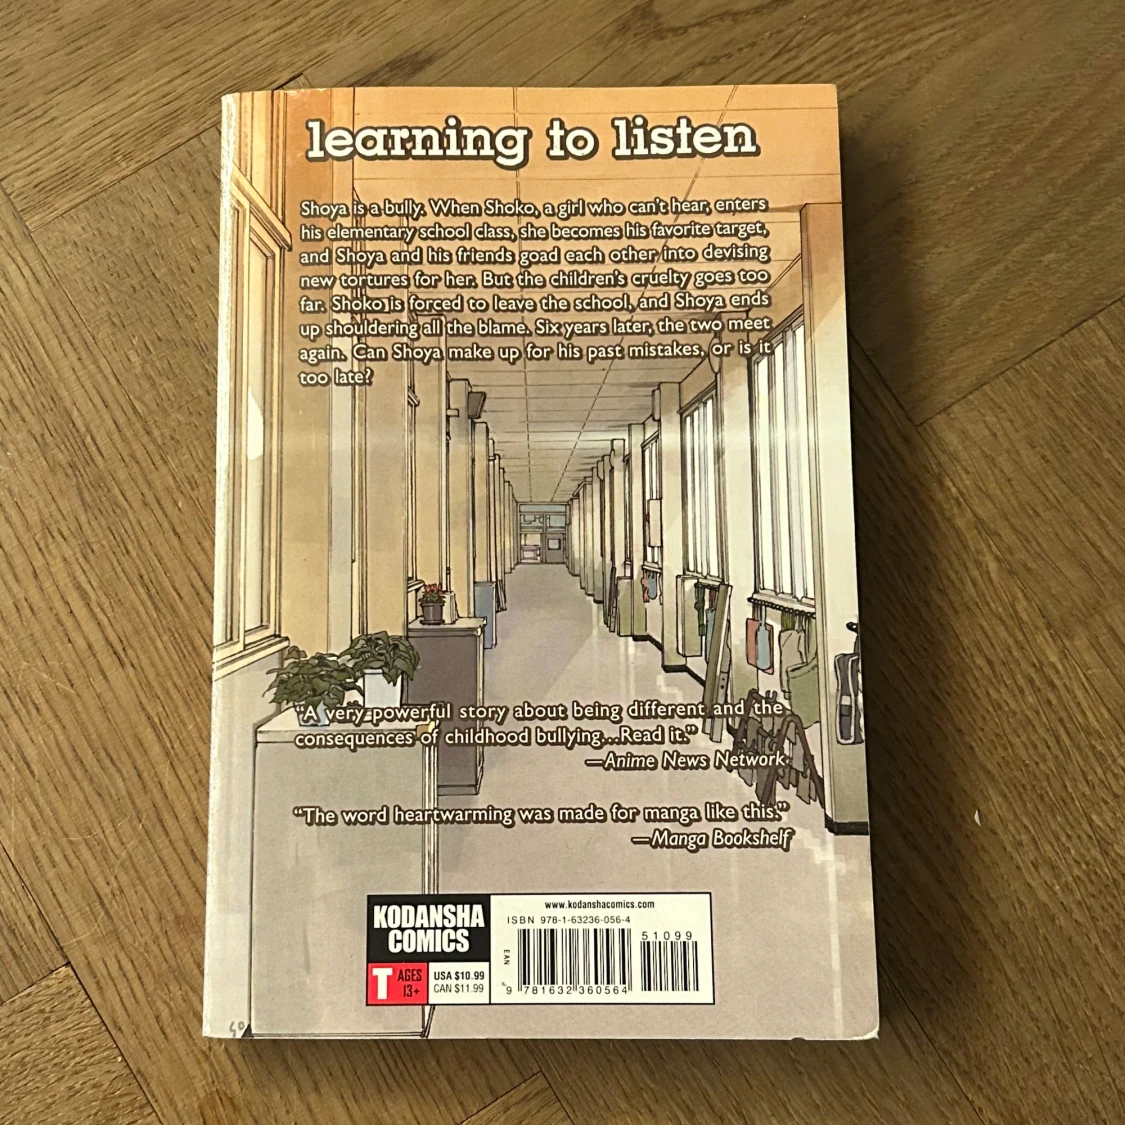 learning to listen
Shoya is a bully. When Shoko, a girl who can't hear, enters
his elementary school class, she becomes his favorite target,
and Shoya and his friends goad each other into devising
new tortures for her. But the children's cruelty goes too
far. Shoko is forced to leave the school, and Shoya ends
up shouldering all the blame. Six years later, the two meet
again. Can Shoya make up for his past mistakes, or is it
too late?
“A very powerful story about being different and the
consequences of childhood bullying...Read it.”
—Anime News Network
“The word heartwarming was made for manga like this.”
—Manga Bookshelf
KODANSHA
COMICS
T AGES
13+
USA $10.99
CAN $11.99
www.kodanshacomics.com
ISBN 978-1-63236-056-4
51099
EAN
9 781632 360564